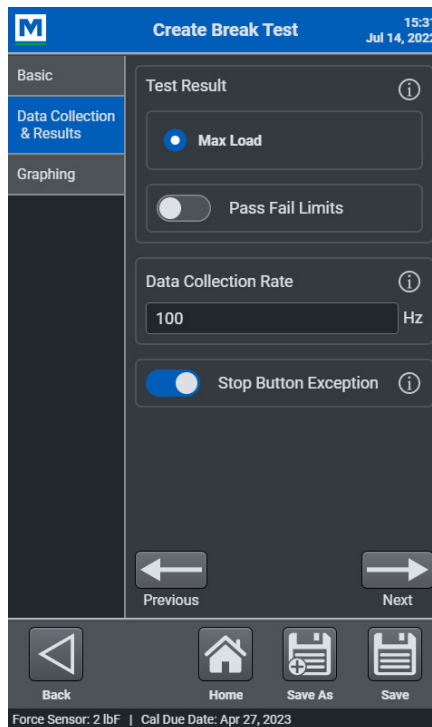 M
Create Break Test
15:31
Jul 14, 2022
Basic
Data Collection
& Results
Graphing
Test Result
Max Load
Pass Fail Limits
Data Collection Rate
100
Hz
Stop Button Exception
Previous
Next
Back
Home
Save As
Save
Force Sensor: 2 lbF | Cal Due Date: Apr 27, 2023